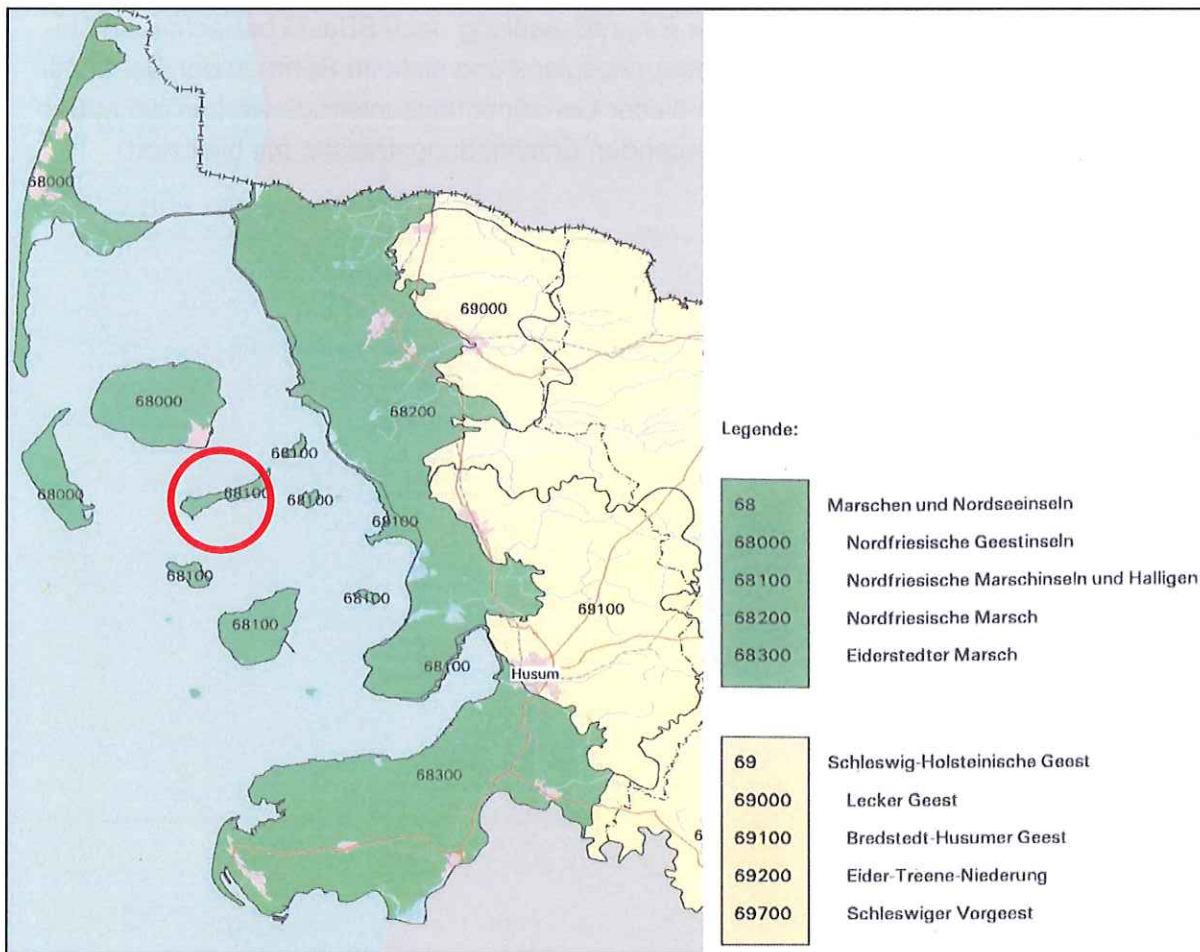 68000
69000
68000
68200
68100
68000
68100
68100
69100
68100
68100
69100
68100
68100
Husum
68300
6
Legende:
68 Marschen und Nordseeinseln
68000 Nordfriesische Geestinseln
68100 Nordfriesische Marschinseln und Halligen
68200 Nordfriesische Marsch
68300 Eiderstedter Marsch
69 Schleswig-Holsteinische Geest
69000 Lecker Geest
69100 Bredstedt-Husumer Geest
69200 Eider-Treene-Niederung
69700 Schleswiger Vorgeest